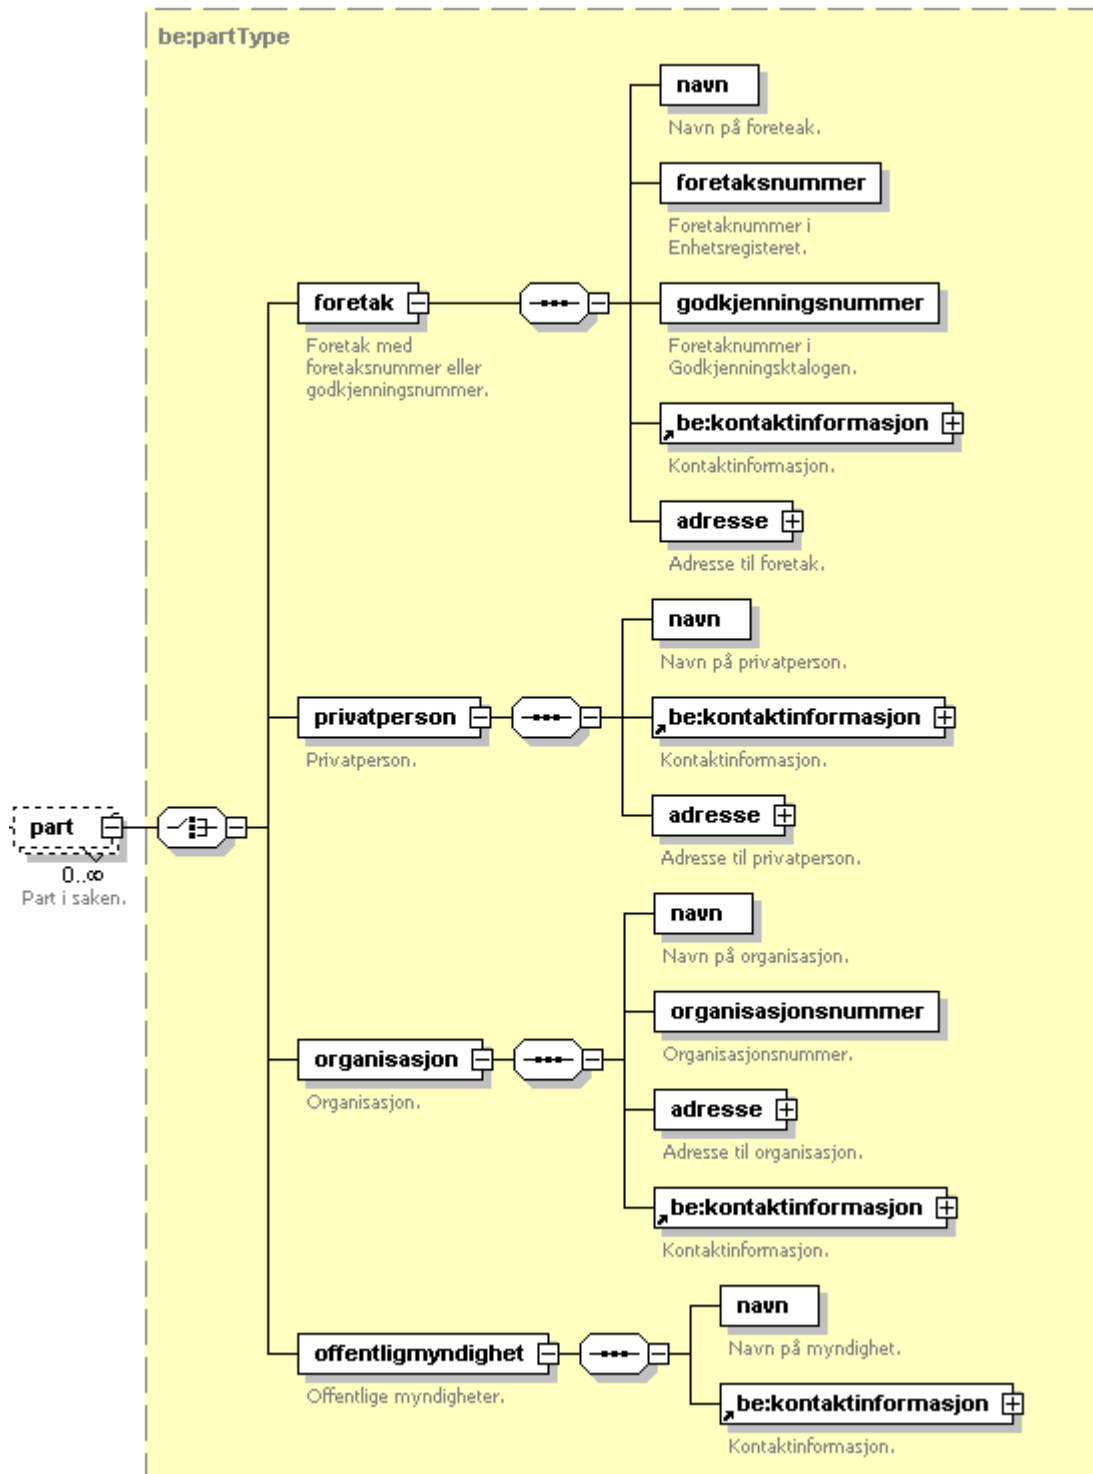 be:partType
navn
Navn på foreteak.
foretaksnummer
Foretaknummer i
Enhetsregisteret.
foretak
Foretak med
foretaksnummer eller
godkjenningsnummer.
godkjenningsnummer
Foretaknummer i
Godkjenningsktalogen.
be:kontaktinformasjon
Kontaktinformasjon.
adresse
Adresse til foretak.
navn
Navn på privatperson.
privatperson
Privatperson.
be:kontaktinformasjon
Kontaktinformasjon.
adresse
Adresse til privatperson.
part
0..∞
Part i saken.
navn
Navn på organisasjon.
organisasjonsnummer
Organisasjonsnummer.
organisasjon
Organisasjon.
adresse
Adresse til organisasjon.
be:kontaktinformasjon
Kontaktinformasjon.
navn
Navn på myndighet.
offentligmyndighet
Offentlige myndigheter.
be:kontaktinformasjon
Kontaktinformasjon.